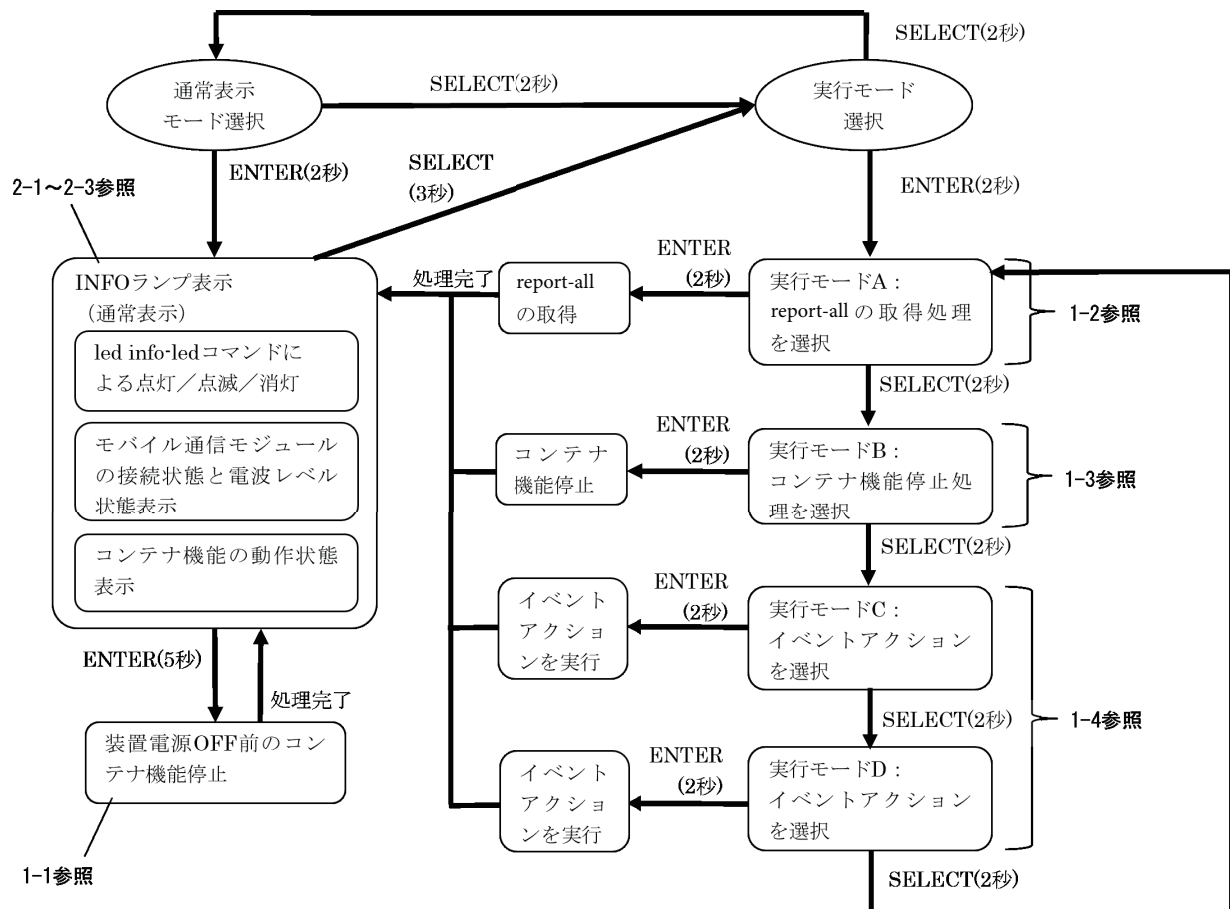 SELECT(2秒)
通常表示
モード選択
SELECT(2秒)
実行モード
選択
ENTER(2秒)
SELECT
(3秒)
ENTER(2秒)
2-1～2-3参照
INFOランプ表示
（通常表示）
led info-ledコマンドに
よる点灯／点滅／消灯
モバイル通信モジュール
の接続状態と電波レベル
状態表示
コンテナ機能の動作状態
表示
処理完了
report-all
の取得
ENTER
(2秒)
実行モードA：
report-all の取得処理
を選択
1-2参照
SELECT(2秒)
コンテナ
機能停止
ENTER
(2秒)
実行モードB：
コンテナ機能停止処
理を選択
1-3参照
SELECT(2秒)
イベント
アクショ
ンを実行
ENTER
(2秒)
実行モードC：
イベントアクション
を選択
SELECT(2秒)
1-4参照
イベント
アクショ
ンを実行
ENTER
(2秒)
実行モードD：
イベントアクション
を選択
SELECT(2秒)
ENTER(5秒)
処理完了
装置電源OFF前のコン
テナ機能停止
1-1参照